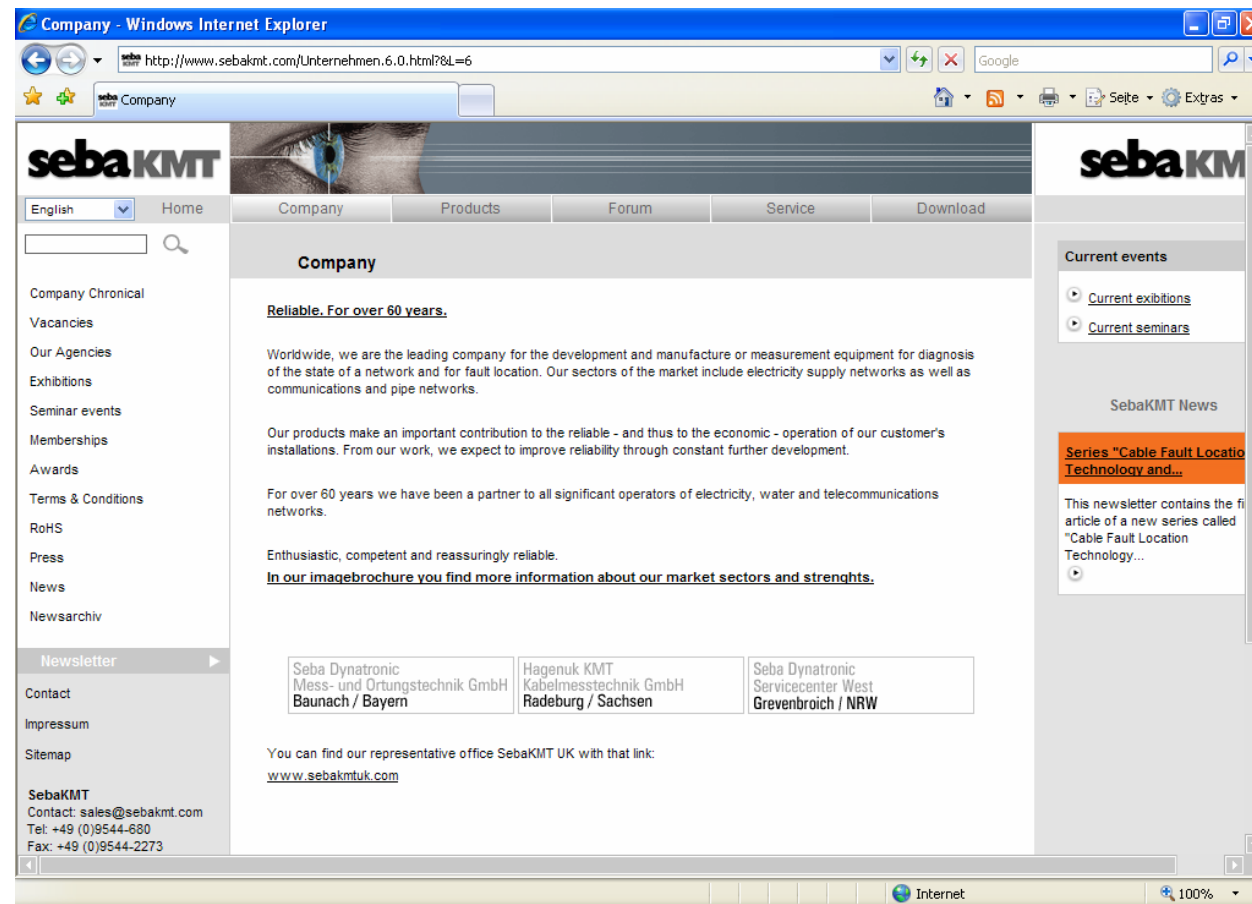 Company - Windows Internet Explorer
http://www.sebakmt.com/Unternehmen.6.0.html?&L=6
Google
Company
Seite
Extras
seba KMT
seba KM
English
Home
Company
Products
Forum
Service
Download
Company
Company Chronical
Vacancies
Our Agencies
Exhibitions
Seminar events
Memberships
Awards
Terms & Conditions
RoHS
Press
News
Newsarchiv
Newsletter
Contact
Impressum
Sitemap
SebaKMT
Contact: sales@sebakmt.com
Tel: +49 (0)9544-680
Fax: +49 (0)9544-2273
Reliable. For over 60 years.
Worldwide, we are the leading company for the development and manufacture or measurement equipment for diagnosis
of the state of a network and for fault location. Our sectors of the market include electricity supply networks as well as
communications and pipe networks.
Our products make an important contribution to the reliable - and thus to the economic - operation of our customer's
installations. From our work, we expect to improve reliability through constant further development.
For over 60 years we have been a partner to all significant operators of electricity, water and telecommunications
networks.
Enthusiastic, competent and reassuringly reliable.
In our imagebrochure you find more information about our market sectors and strenghts.
Seba Dynatronic
Mess- und Ortungstechnik GmbH
Baunach / Bayern
Hagenuk KMT
Kabelmesstechnik GmbH
Radeburg / Sachsen
Seba Dynatronic
Servicecenter West
Grevenbroich / NRW
You can find our representative office SebaKMT UK with that link:
www.sebakmtuk.com
Current events
Current exibitions
Current seminars
SebaKMT News
Series "Cable Fault Locatio
Technology and...
This newsletter contains the fi
article of a new series called
"Cable Fault Location
Technology...
Internet
100%